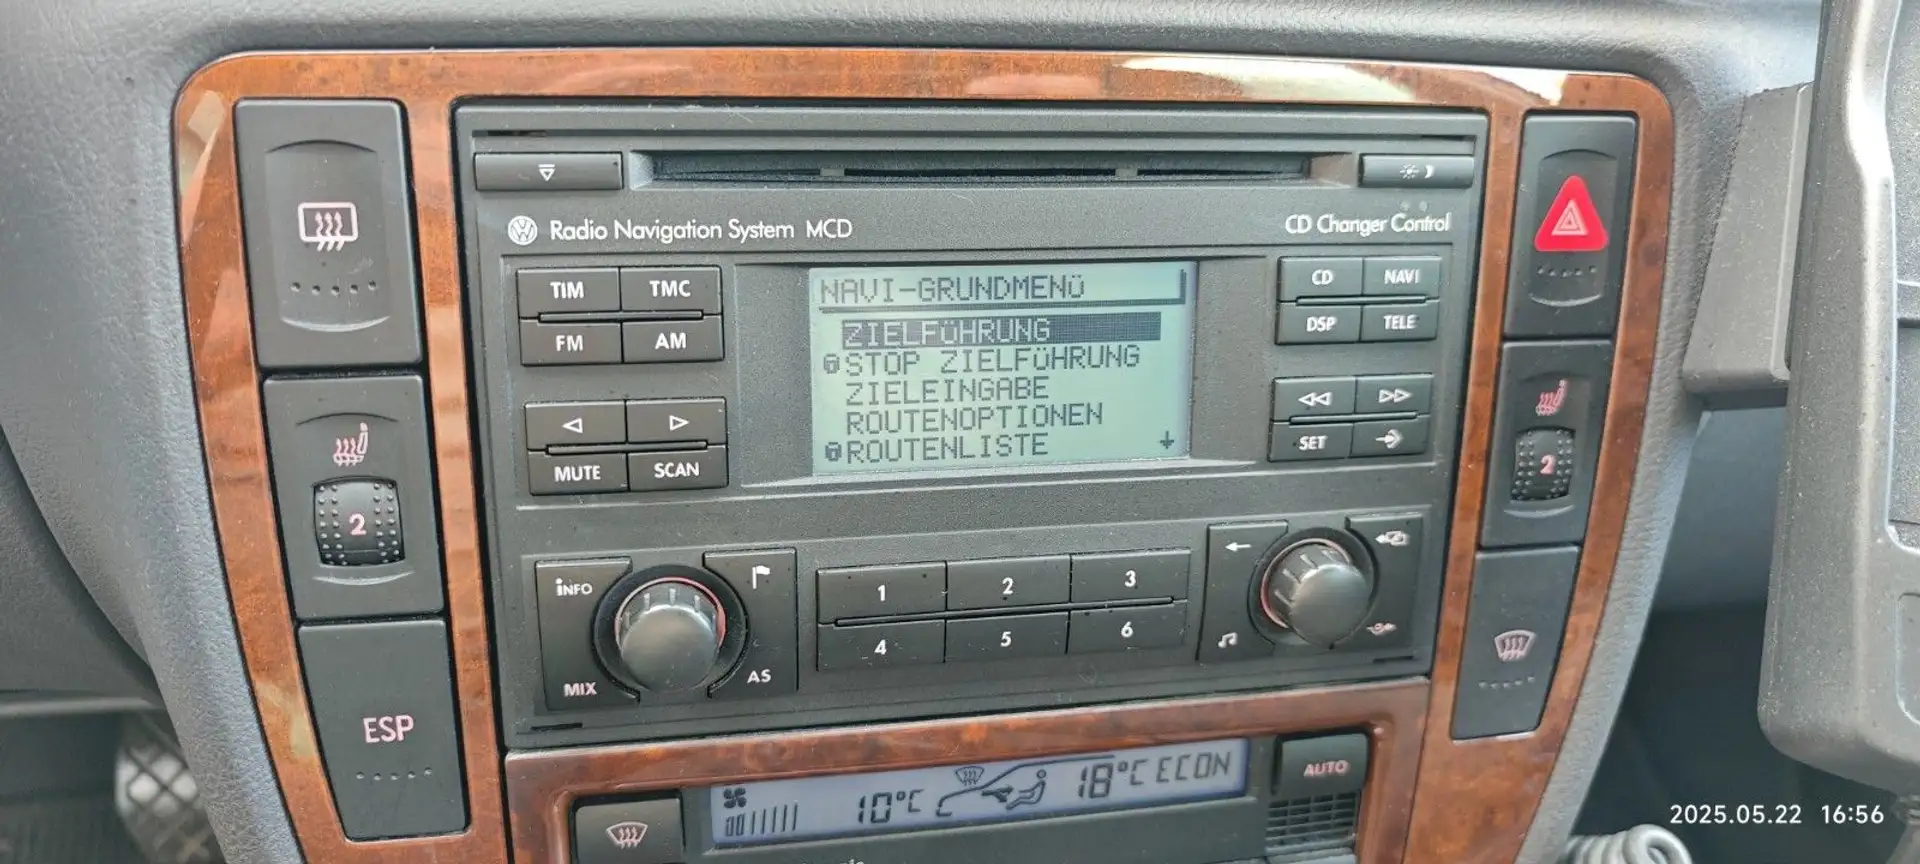 Radio Navigation System MCD
CD Changer Control
TIM
TMC
FM
AM
NAVI-GRUNDMENÜ
ZIELFÜHRUNG
STOP ZIELFÜHRUNG
ZIELEINGABE
ROUTENOPTIONEN
ROUTENLISTE
CD
NAVI
DSP
TELE
MUTE
SCAN
SET
2
2
INFO
MIX
AS
1
2
3
4
5
6
ESP
10°C
18°C ECON
AUTO
2025.05.22 16:56